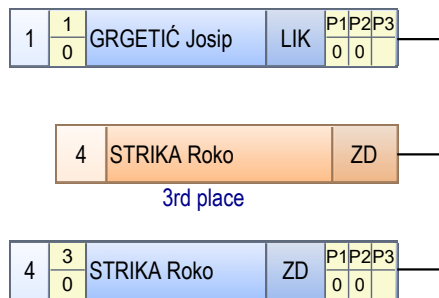 1 1 0 GRGETIĆ Josip LIK P1 P2 P3 0 0
4 STRIKA Roko ZD
3rd place
4 3 0 STRIKA Roko ZD P1 P2 P3 0 0